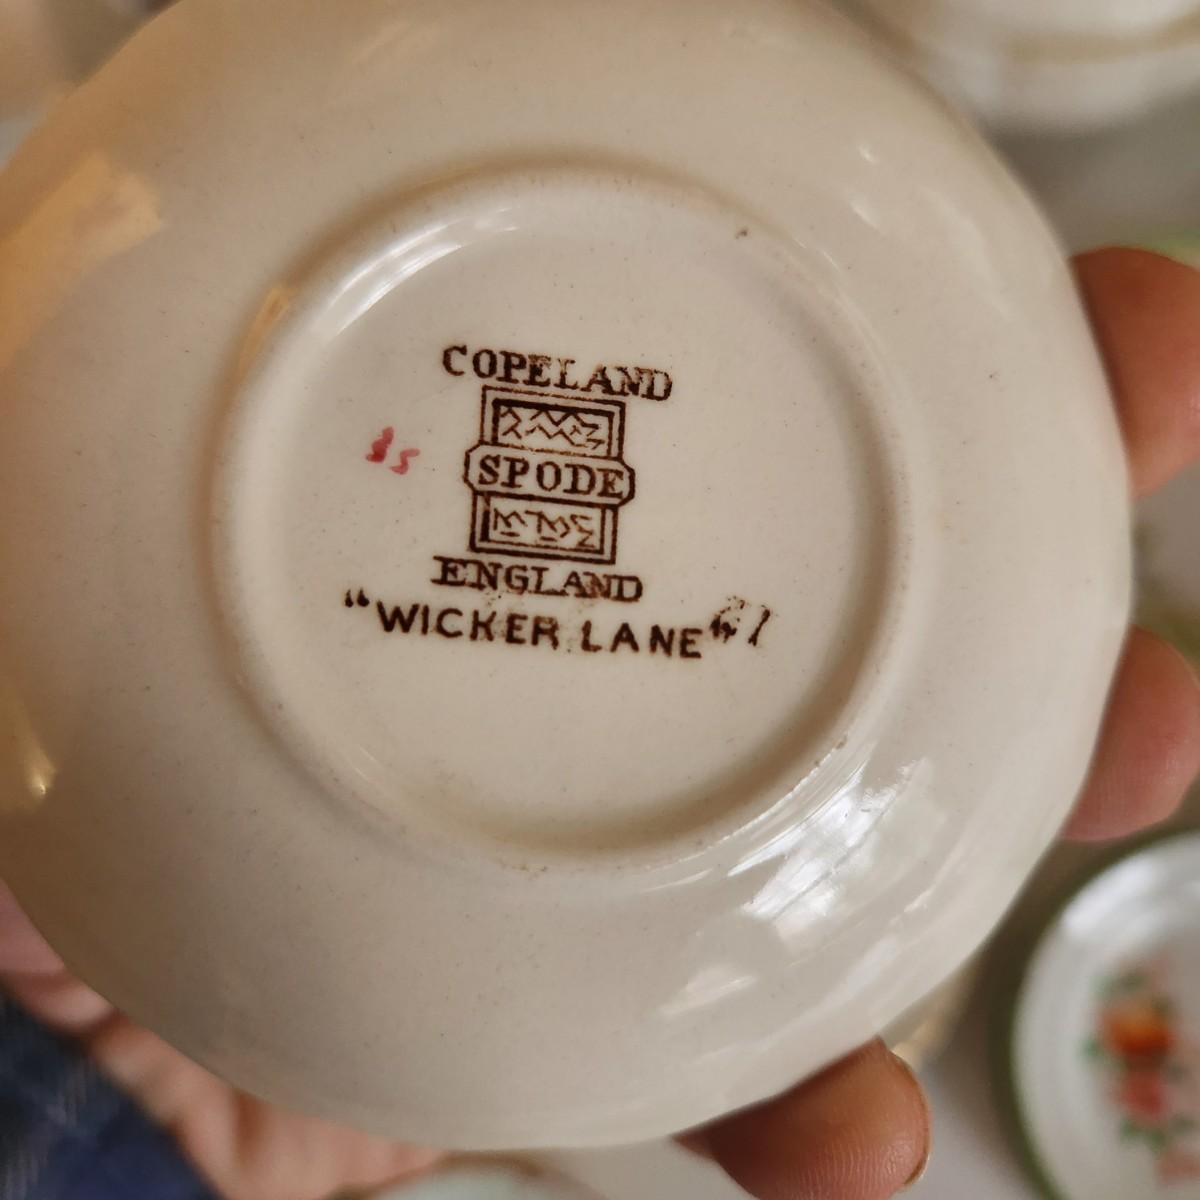 COPELAND
SPODE
ENGLAND
"WICKER LANE"